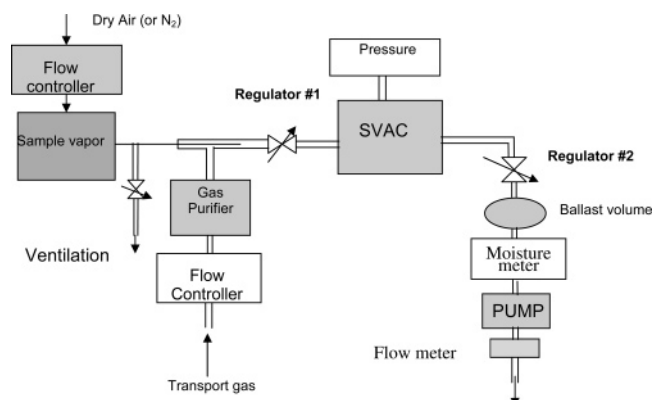 Dry Air (or N₂)
Flow
controller
Sample vapor
Ventilation
Gas
Purifier
Flow
Controller
Transport gas
Regulator #1
Pressure
SVAC
Regulator #2
Ballast volume
Moisture
meter
PUMP
Flow meter